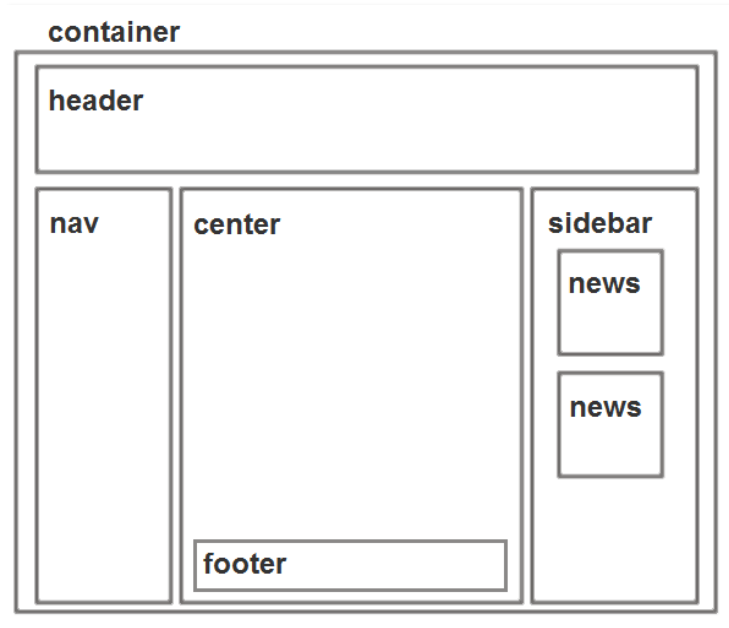 container
header
nav
center
sidebar
news
news
footer